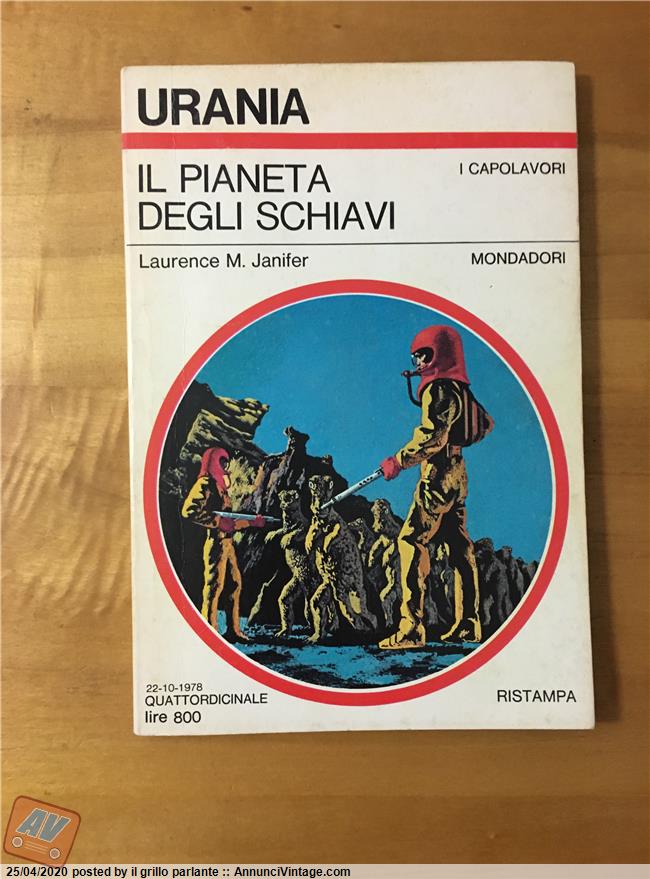 URANIA
IL PIANETA
DEGLI SCHIAVI
I CAPOLAVORI
Laurence M. Janifer
MONDADORI
22-10-1978
QUATTORDICINALE
lire 800
RISTAMPA
AV
25/04/2020 posted by il grillo parlante :: AnnunciVintage.com